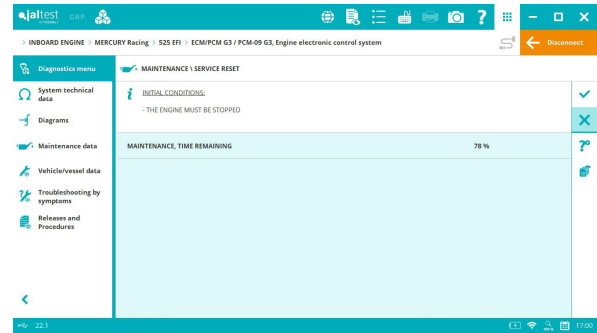 jaltest GRP
INBOARD ENGINE > MERCURY Racing > 525 EFI > ECM/PCM G3 / PCM-09 G3, Engine electronic control system
Disconnect
Diagnostics menu
System technical
data
Diagrams
Maintenance data
Vehicle/vessel data
Troubleshooting by
symptoms
Releases and
Procedures
MAINTENANCE \ SERVICE RESET
INITIAL CONDITIONS:
- THE ENGINE MUST BE STOPPED
MAINTENANCE, TIME REMAINING 78 %
22.1
17:00